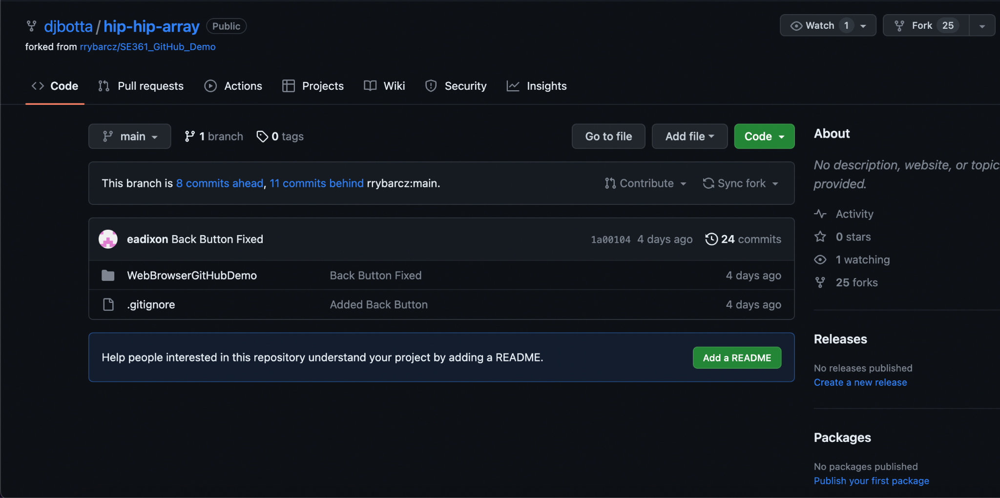 djbotta / hip-hip-array Public
Watch 1
Fork 25
forked from rrybarcz/SE361_GitHub_Demo
Code Pull requests Actions Projects Wiki Security Insights
main 1 branch 0 tags
Go to file Add file Code
This branch is 8 commits ahead, 11 commits behind rrybarcz:main.
Contribute Sync fork
eadixon Back Button Fixed 1a00104 4 days ago 24 commits
WebBrowserGitHubDemo Back Button Fixed 4 days ago
.gitignore Added Back Button 4 days ago
Help people interested in this repository understand your project by adding a README.
Add a README
About
No description, website, or topics
provided.
Activity
0 stars
1 watching
25 forks
Releases
No releases published
Create a new release
Packages
No packages published
Publish your first package